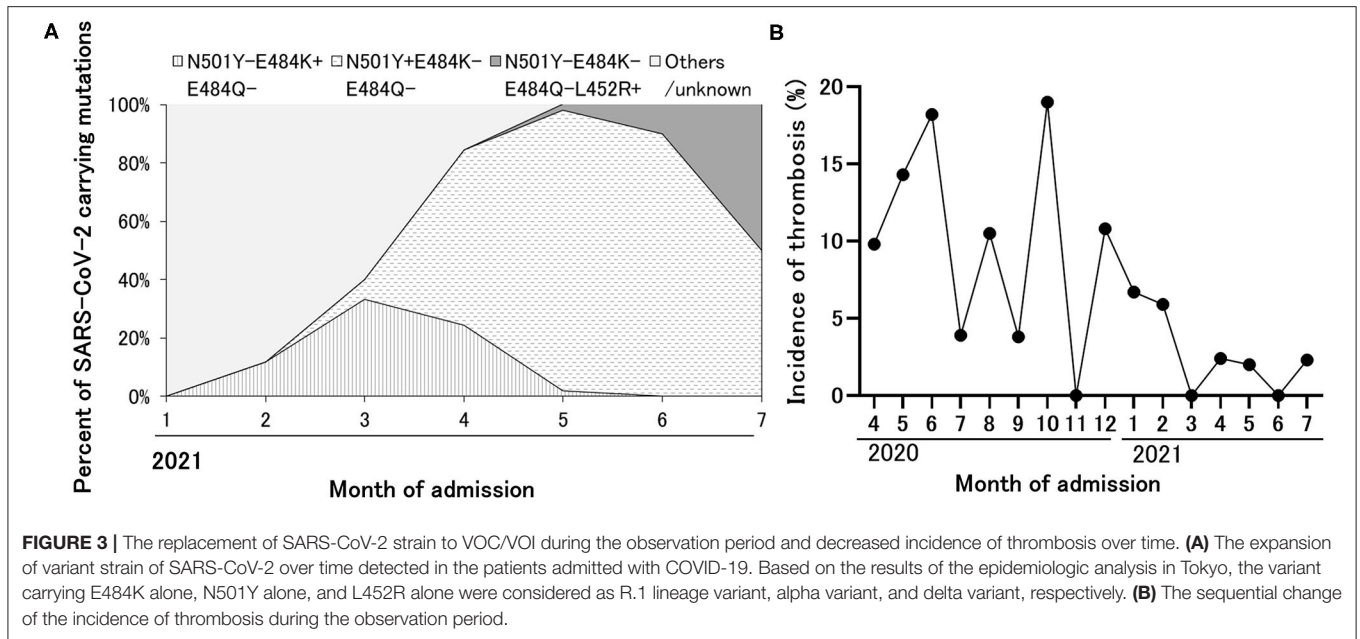 A
Percent of SARS-CoV-2 carrying mutations
N501Y-E484K+ N501Y+E484K- N501Y-E484K- Others
E484Q- E484Q- E484Q-L452R+ /unknown
100%
80%
60%
40%
20%
0%
1 2 3 4 5 6 7
2021
Month of admission
B
Incidence of thrombosis (%)
20
15
10
5
0
4 5 6 7 8 9 10 11 12 1 2 3 4 5 6 7
2020 2021
Month of admission
FIGURE 3 | The replacement of SARS-CoV-2 strain to VOC/VOI during the observation period and decreased incidence of thrombosis over time. (A) The expansion
of variant strain of SARS-CoV-2 over time detected in the patients admitted with COVID-19. Based on the results of the epidemiologic analysis in Tokyo, the variant
carrying E484K alone, N501Y alone, and L452R alone were considered as R.1 lineage variant, alpha variant, and delta variant, respectively. (B) The sequential change
of the incidence of thrombosis during the observation period.